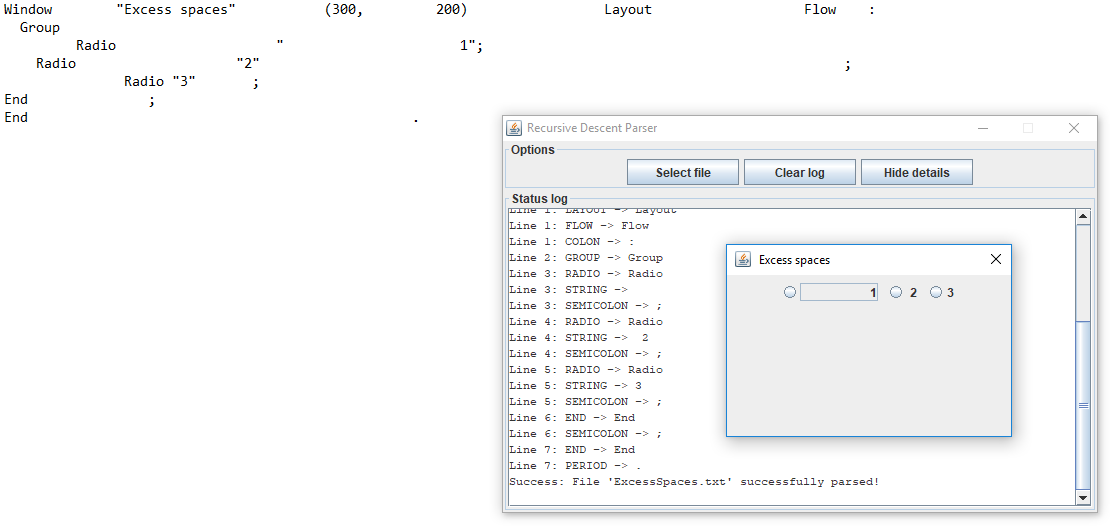 Window "Excess spaces" (300, 200) Layout Flow :
Group
Radio " 1";
Radio "2" ;
Radio "3" ;
End ;
End .
Recursive Descent Parser
Options
Select file Clear log Hide details
Status log
Line 1: LAYOUT -> Layout
Line 1: FLOW -> Flow
Line 1: COLON -> :
Line 2: GROUP -> Group
Line 3: RADIO -> Radio
Line 3: STRING ->
Line 3: SEMICOLON -> ;
Line 4: RADIO -> Radio
Line 4: STRING -> 2
Line 4: SEMICOLON -> ;
Line 5: RADIO -> Radio
Line 5: STRING -> 3
Line 5: SEMICOLON -> ;
Line 6: END -> End
Line 6: SEMICOLON -> ;
Line 7: END -> End
Line 7: PERIOD -> .
Success: File 'ExcessSpaces.txt' successfully parsed!
Excess spaces
1 2 3